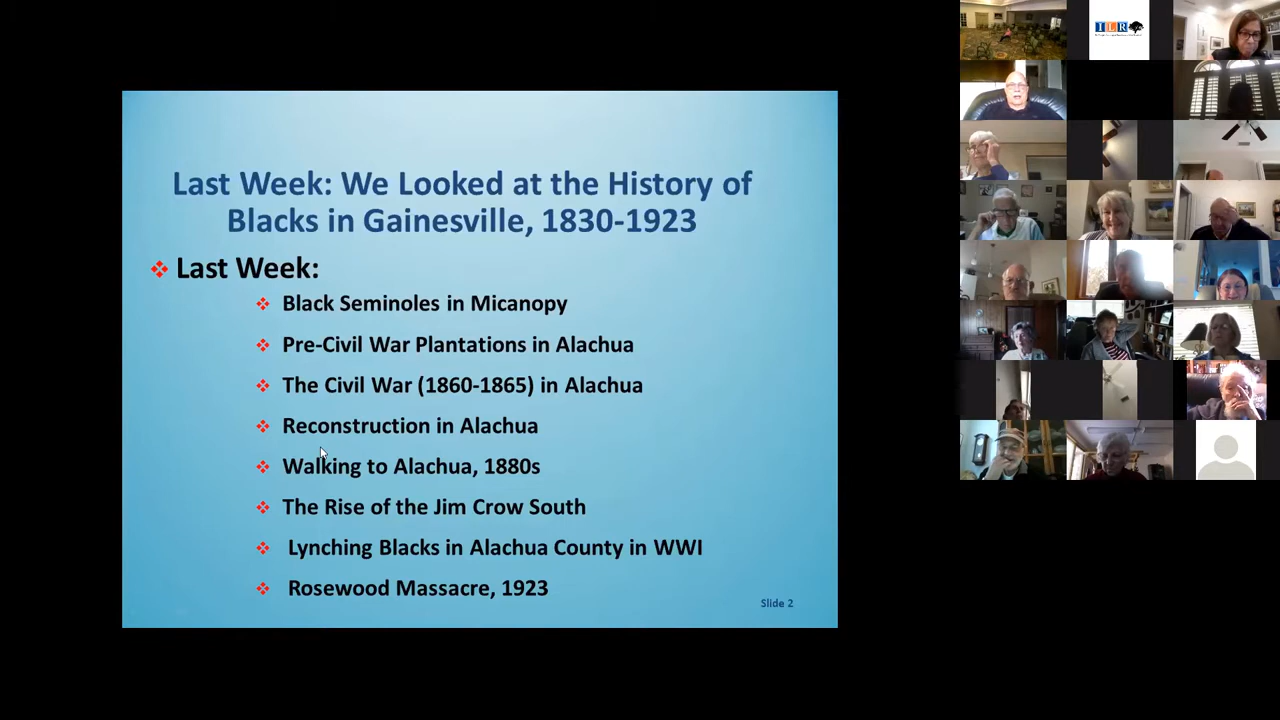 Last Week: We Looked at the History of
Blacks in Gainesville, 1830-1923
Last Week:
Black Seminoles in Micanopy
Pre-Civil War Plantations in Alachua
The Civil War (1860-1865) in Alachua
Reconstruction in Alachua
Walking to Alachua, 1880s
The Rise of the Jim Crow South
Lynching Blacks in Alachua County in WWI
Rosewood Massacre, 1923
Slide 2
ILR